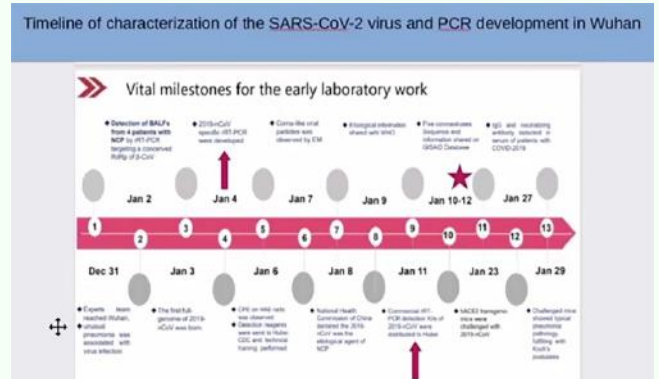 Timeline of characterization of the SARS-CoV-2 virus and PCR development in Wuhan
Vital milestones for the early laboratory work
Detection of BALFs
from 4 patients with
NCP by rRT-PCR
targeting a conserved
RdRp of β-CoV
2019-nCoV
specific rRT-PCR
were developed
Corona-like viral
particles was
observed by EM
Etiological information
shared with WHO
Five coronaviruses
Sequence and
information shared on
GISAID Database
IgG and neutralizing
antibody detected in
serum of patients with
COVID-2019
Jan 2
Jan 4
Jan 7
Jan 9
Jan 10-12
Jan 27
1
2
3
4
5
6
7
8
9
10
11
12
13
Dec 31
Jan 3
Jan 6
Jan 8
Jan 11
Jan 23
Jan 29
Experts team
reached Wuhan,
unusual
pneumonia was
associated with
virus infection
The first full-
genome of 2019-
nCoV was born
CPE on
was observed
Detection reagents
were sent to Hubei
CDC and technical
training performed
National Health
Commission of China
declared the 2019-
nCoV was the
etiological agent of
NCP
Commercial rRT-
PCR detection Kits of
2019-nCoV were
distributed to Hubei
hACE2 transgenic
mice were
challenged with
2019-nCoV
Challenged mice
showed typical
pneumonia
pathology,
fulfilling with
Koch's
postulates